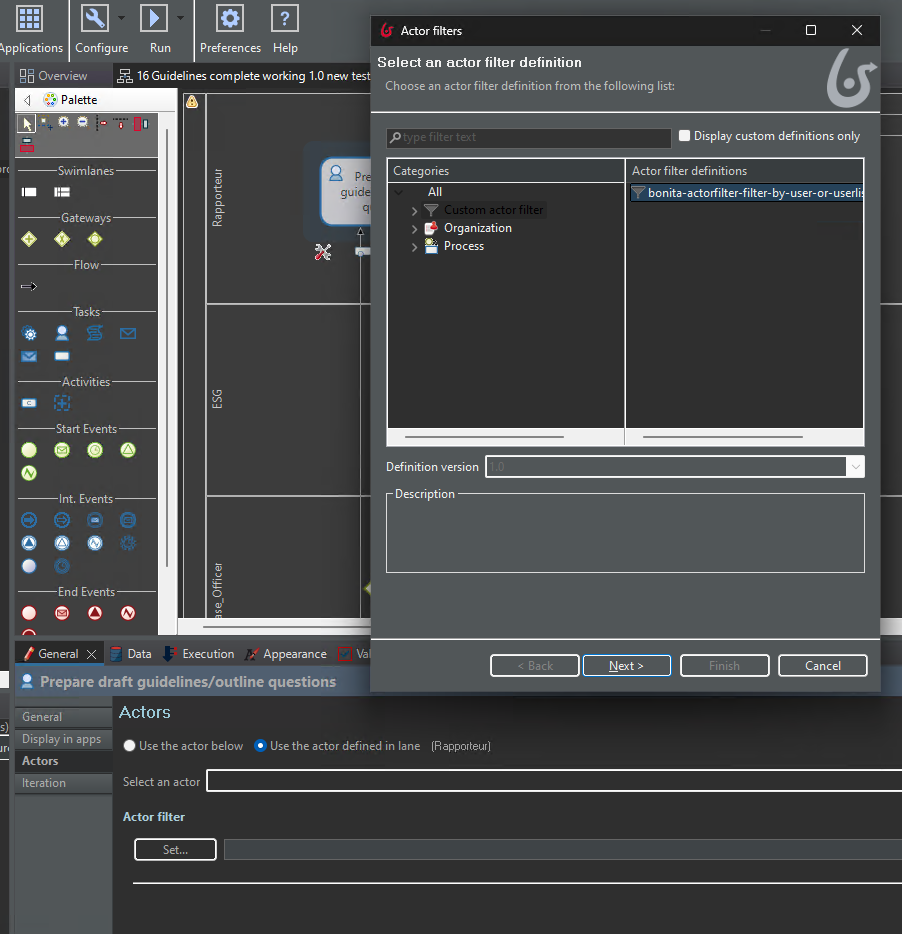 Applications
Configure
Run
Preferences
Help
Overview
16 Guidelines complete working 1.0 new test
Palette
Swimlanes
Gateways
Flow
Tasks
Activities
Start Events
Int. Events
End Events
Rapporteur
ESG
ase_Officer
Pre
guide
q
Actor filters
Select an actor filter definition
Choose an actor filter definition from the following list:
type filter text
Display custom definitions only
Categories
All
Custom actor filter
Organization
Process
Actor filter definitions
bonita-actorfilter-filter-by-user-or-userlis
Definition version
1.0
Description
< Back
Next >
Finish
Cancel
General
Data
Execution
Appearance
Val
Prepare draft guidelines/outline questions
General
Display in apps
Actors
Iteration
Actors
Use the actor below
Use the actor defined in lane
(Rapporteur)
Select an actor
Actor filter
Set...